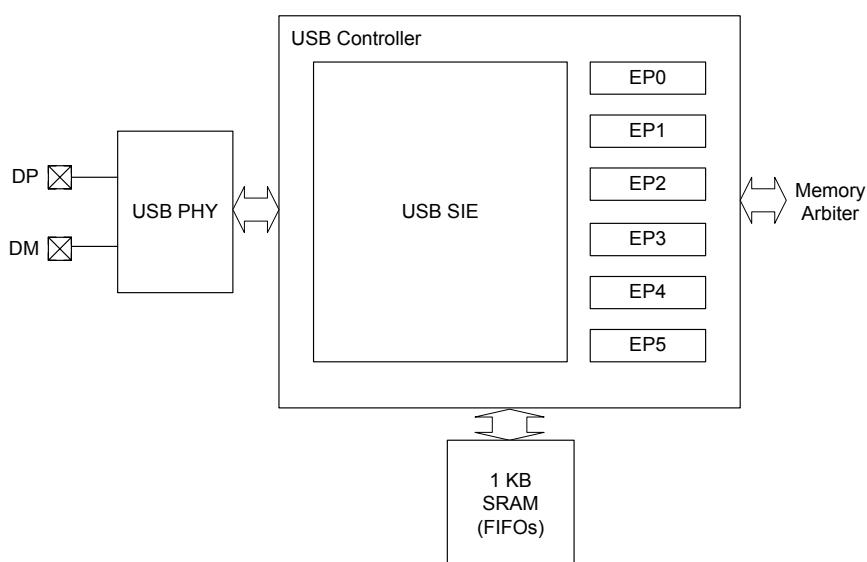 USB Controller
EP0
EP1
EP2
EP3
EP4
EP5
USB SIE
DP
DM
USB PHY
Memory
Arbiter
1 KB
SRAM
(FIFOs)